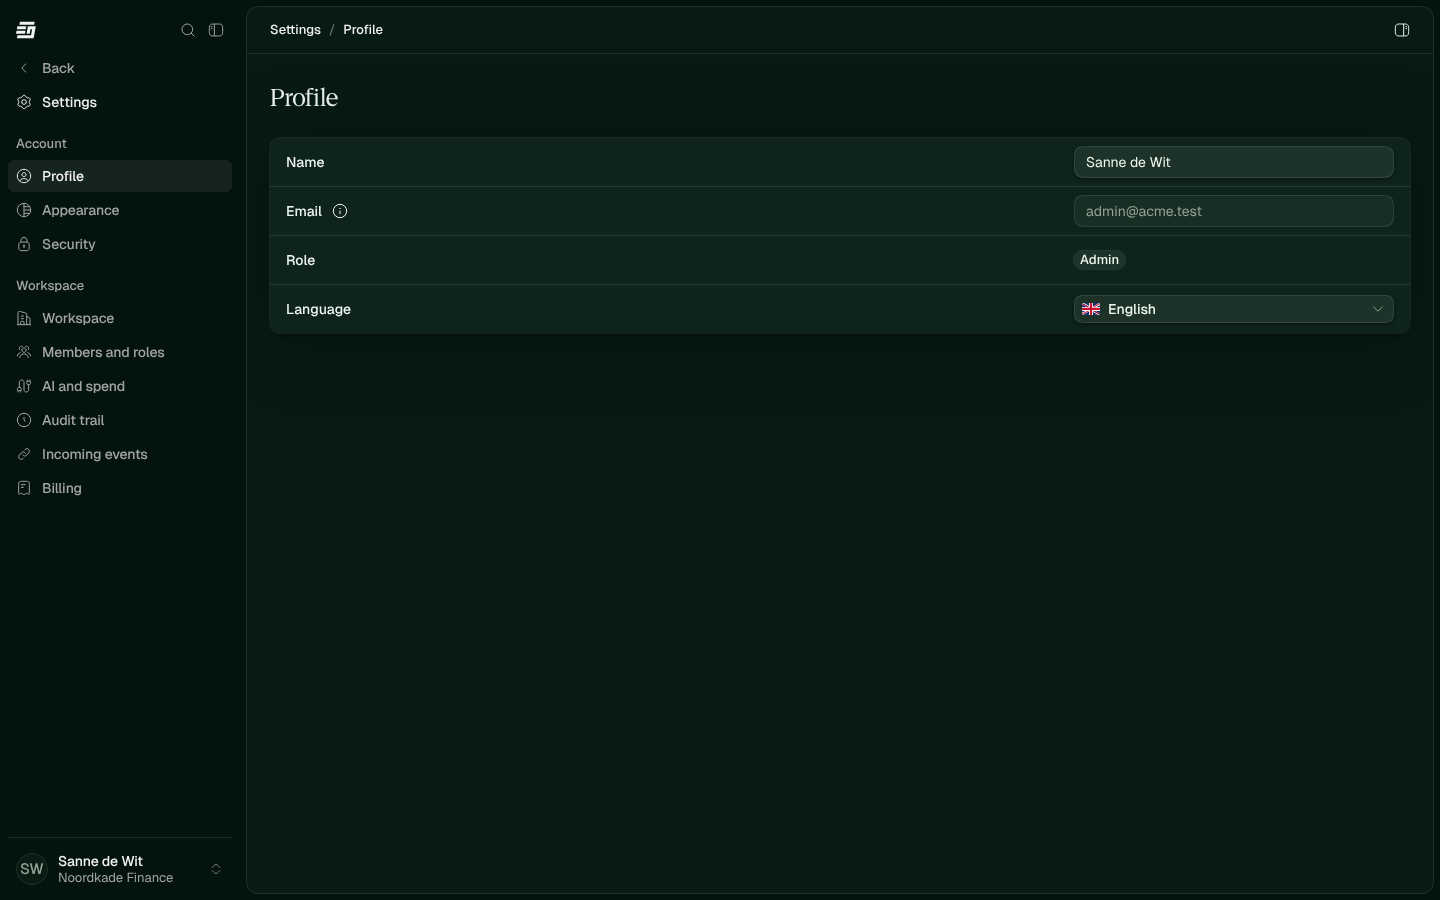 Back
Settings
Account
Profile
Appearance
Security
Workspace
Workspace
Members and roles
AI and spend
Audit trail
Incoming events
Billing
SW
Sanne de Wit
Noordkade Finance
Settings / Profile
Profile
Name
Sanne de Wit
Email
admin@acme.test
Role
Admin
Language
English